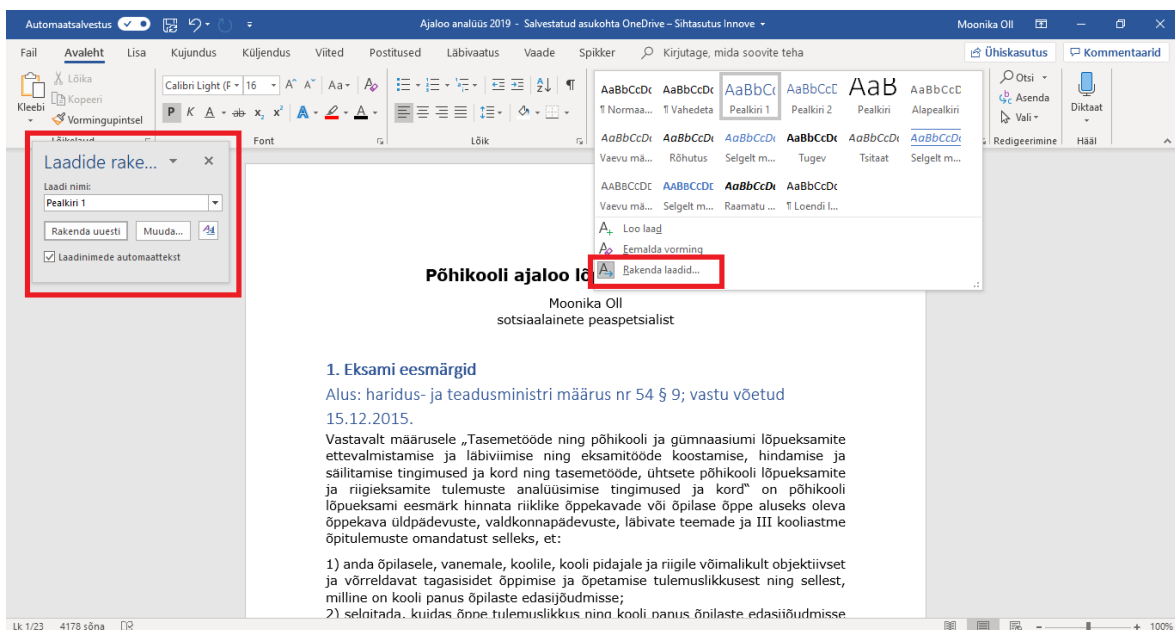 Automaatsalvestus
Ajaloo analüüs 2019 - Salvestatud asukohta OneDrive – Sihtasutus Innove
Moonika Oll
Fail Avaleht Lisa Kujundus Küljendus Viited Postitused Läbivaatus Vaade Spikker Kirjutage, mida soovite teha
Ühiskasutus Kommentaarid
Kleebi
Lõika
Kopeeri
Vormingupintsel
Lõikelaud
Calibri Light (F 16 A A Aa A
P K A ab x₂ x² A A
Font
Lõik
AaBbCcDc AaBbCcDc AaBbCc AaBbCcC AaB AaBbCcC
¶ Normaa... ¶ Vahedeta Pealkiri 1 Pealkiri 2 Pealkiri Alapealkiri
AaBbCcDc AaBbCcDc AaBbCcDc AaBbCcDc AaBbCcDc AaBbCcDc
Vaevu mä... Rõhutus Selgelt m... Tugev Tsitaat Selgelt m...
AABBCCDE AABBCCDE AaBbCcDc AaBbCcDc
Vaevu mä... Selgelt m... Raamatu ... ¶ Loendi l...
Loo laad
Eemalda vorming
Rakenda laadid...
Otsi
Asenda
Vali
Redigeerimine
Diktaat
Hääl
Laadide rake...
Laadi nimi:
Pealkiri 1
Rakenda uuesti Muuda...
Laadinimede automaattekst
Põhikooli ajaloo lõ
Moonika Oll
sotsiaalainete peaspetsialist
1. Eksami eesmärgid
Alus: haridus- ja teadusministri määrus nr 54 § 9; vastu võetud
15.12.2015.
Vastavalt määrusele „Tasemetööde ning põhikooli ja gümnaasiumi lõpueksamite
ettevalmistamise ja läbiviimise ning eksamitööde koostamise, hindamise ja
säilitamise tingimused ja kord ning tasemetööde, ühtsete põhikooli lõpueksamite
ja riigieksamite tulemuste analüüsimise tingimused ja kord“ on põhikooli
lõpueksami eesmärk hinnata riiklike õppekavade või õpilase õppe aluseks oleva
õppekava üldpädevuste, valdkonnapädevuste, läbivate teemade ja III kooliastme
õpitulemuste omandatust selleks, et:
1) anda õpilasele, vanemale, koolile, kooli pidajale ja riigile võimalikult objektiivset
ja võrreldavat tagasisidet õppimise ja õpetamise tulemuslikkusest ning sellest,
milline on kooli panus õpilaste edasijõudmisse;
2) selgitada, kuidas õppe tulemuslikkus ning kooli panus õpilaste edasijõudmisse
Lk 1/23 4178 sõna
100%